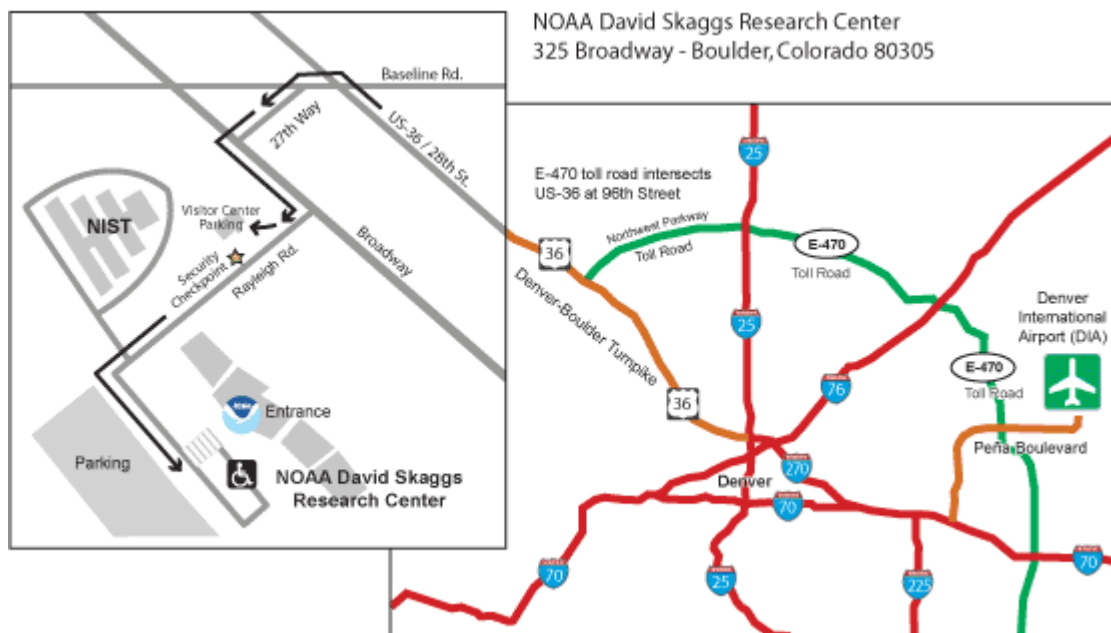 NOAA David Skaggs Research Center
325 Broadway - Boulder, Colorado 80305
Baseline Rd.
27th Way
US-36 / 28th St.
NIST
Visitor Center
Parking
Broadway
Security
Checkpoint
Rayleigh Rd.
Entrance
Parking
NOAA David Skaggs
Research Center
25
E-470 toll road intersects
US-36 at 96th Street
Northwest Parkway
Toll Road
E-470
Toll Road
36
Denver-Boulder Turnpike
25
Denver
International
Airport (DIA)
E-470
Toll Road
76
36
Peña Boulevard
270
Denver
70
70
25
225
70